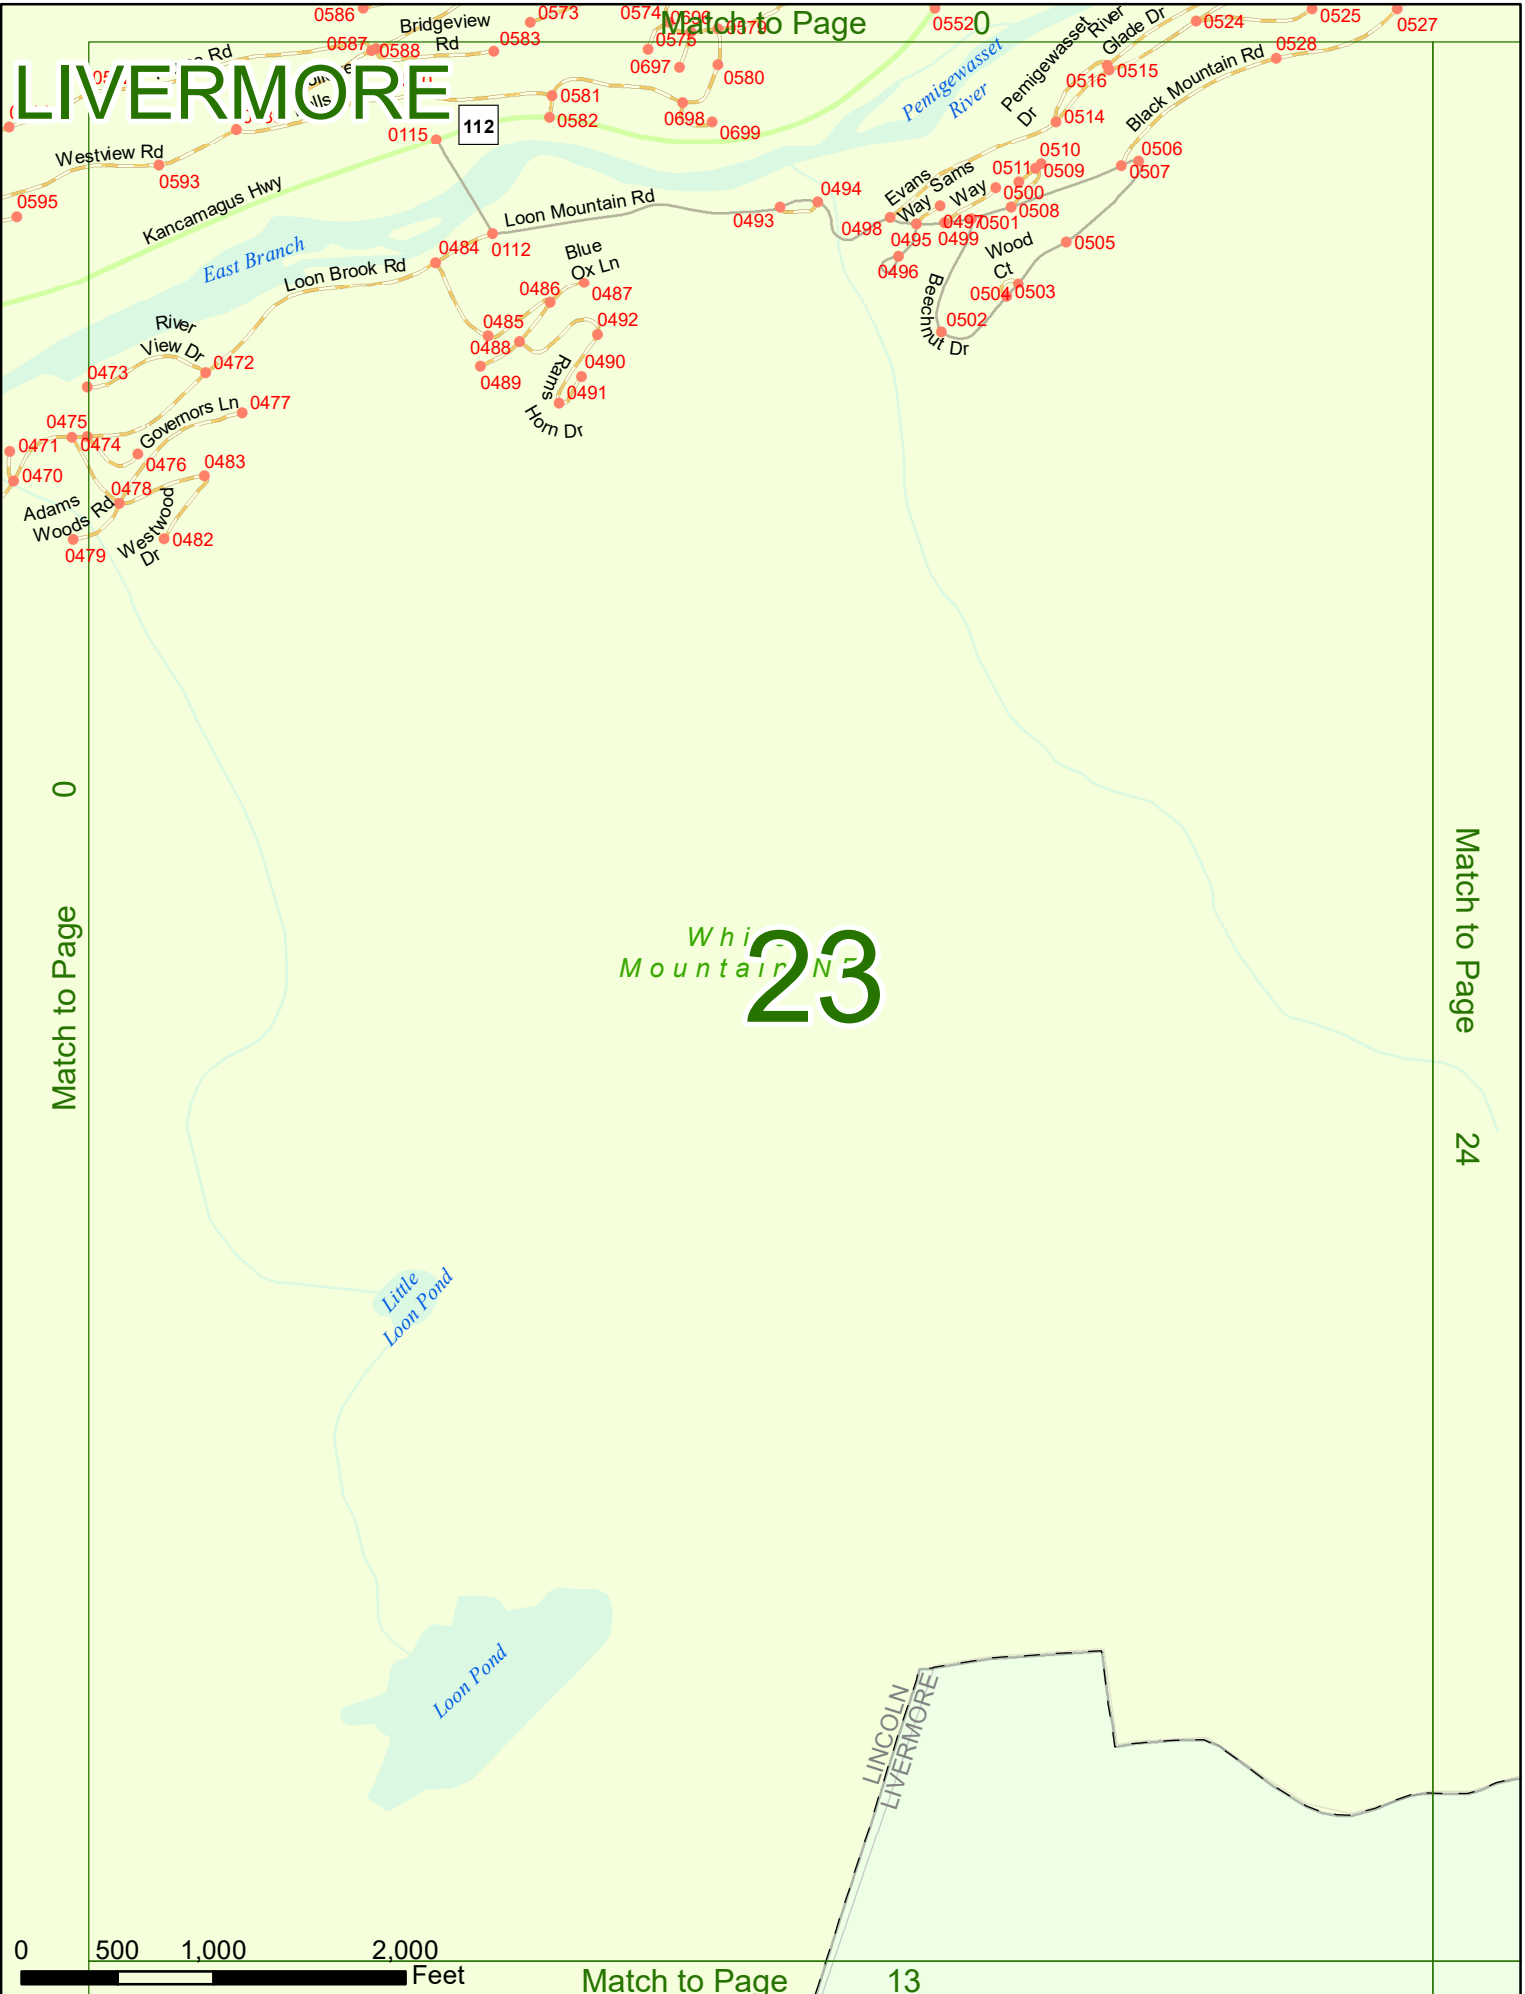 0586
Bridgeview
Rd
0573
0574
Match to Page
0
0579
0552
Pemigewasset
Dr
River
Glade Dr
0524
0525
0527
0587
0588
0583
0575
0697
0580
0528
Rd
LIVERMORE
0581
0582
0698
0699
Pemigewasset
River
0516
0515
0514
Black Mountain Rd
0115
112
Westview Rd
0593
0595
Kancamagus Hwy
East Branch
Loon Brook Rd
Loon Mountain Rd
0112
0484
0493
0494
0498
Evans
Way
Sams
Way
0511
0510
0509
0500
0508
0506
0507
0497
0501
0495
0499
0496
Wood
Ct
0505
0504
0503
Beechnut Dr
0502
Blue
Ox Ln
0486
0487
0485
0492
0488
0489
0490
0491
Rams
Horn Dr
River
View Dr
0473
0472
0477
Governors Ln
0475
0474
0471
0476
0470
0483
0478
Adams
Woods Rd
0479
Westwood
Dr
0482
Match to Page
0
Match to Page
24
Mountain
23
Little
Loon Pond
Loon Pond
LINCOLN
LIVERMORE
0 500 1,000 2,000
Feet
Match to Page 13